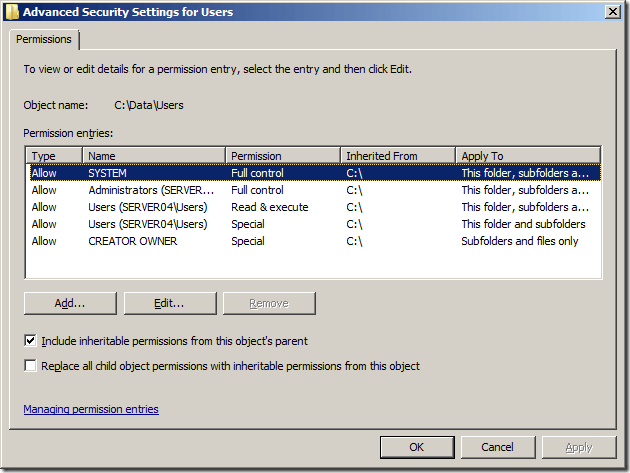 Advanced Security Settings for Users
Permissions
To view or edit details for a permission entry, select the entry and then click Edit.
Object name: C:\Data\Users
Permission entries:
Type Name Permission Inherited From Apply To
Allow SYSTEM Full control C:\ This folder, subfolders a...
Allow Administrators (SERVER... Full control C:\ This folder, subfolders a...
Allow Users (SERVER04\Users) Read & execute C:\ This folder, subfolders a...
Allow Users (SERVER04\Users) Special C:\ This folder and subfolders
Allow CREATOR OWNER Special C:\ Subfolders and files only
Add... Edit... Remove
Include inheritable permissions from this object's parent
Replace all child object permissions with inheritable permissions from this object
Managing permission entries
OK Cancel Apply